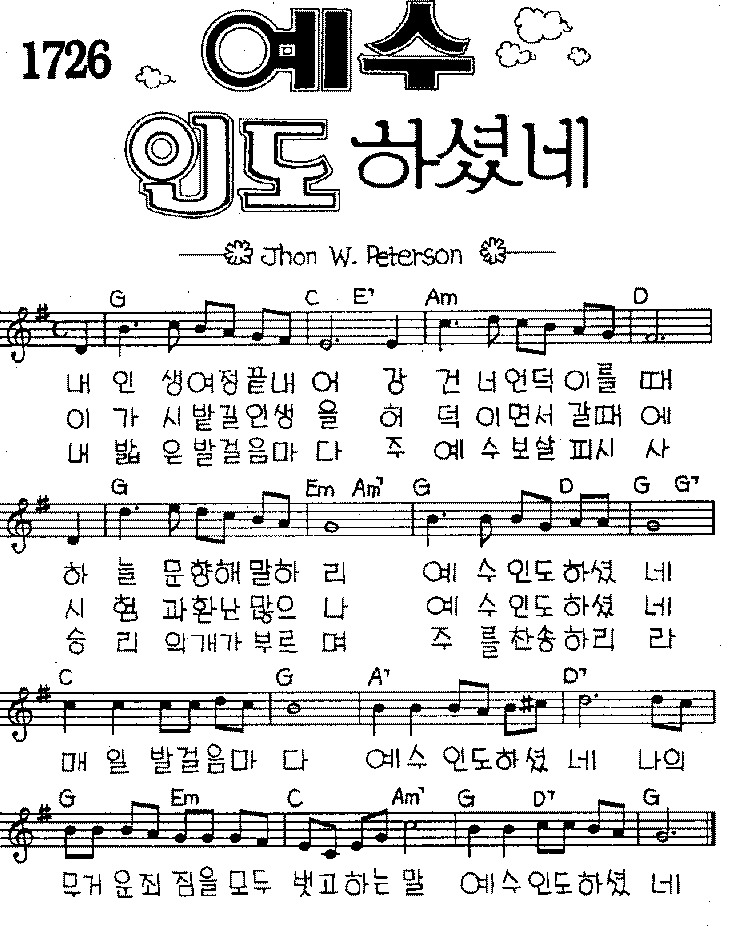 1726
예수
인도 하셨네
Jhon W. Peterson
G C E7 Am D
내 인 생여정끝내 어 강 건 너언덕 이를 때
이 가 시밭길인생 을 허 덕 이면서 갈때 에
내 밟 은발걸음마 다 주 예 수보살 피시 사
G Em Am7 G D G G7
하 늘 문향해말하 리 예 수인도하셨 네
시 험 과환난많으 나 예 수인도하셨 네
승 리 의개가부르 며 주 를찬송하리 라
C G A7 D7
매 일 발걸음마 다 예수 인도하셨 네 나의
G Em C Am7 G D7 G
무거 운죄 짐을 모두 벗고하는 말 예수인도하셨 네